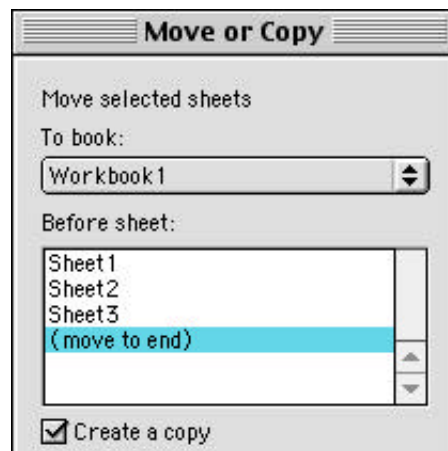 Move or Copy
Move selected sheets
To book:
Workbook1
Before sheet:
Sheet1
Sheet2
Sheet3
(move to end)
Create a copy